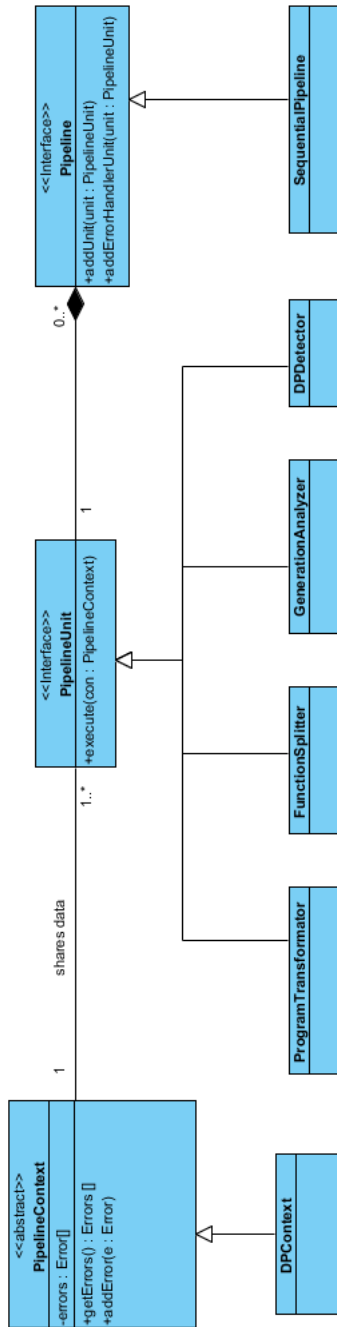 <<abstract>>
PipelineContext
-errors : Error[]
+getErrors() : Errors []
+addError(e : Error)
1
shares data
1..*
<<Interface>>
PipelineUnit
+execute(con : PipelineContext)
1
0..*
<<Interface>>
Pipeline
+addUnit(unit : PipelineUnit)
+addErrorHandlerUnit(unit : PipelineUnit)
DPContext
ProgramTransformator
FunctionSplitter
GenerationAnalyzer
DPDetector
SequentialPipeline